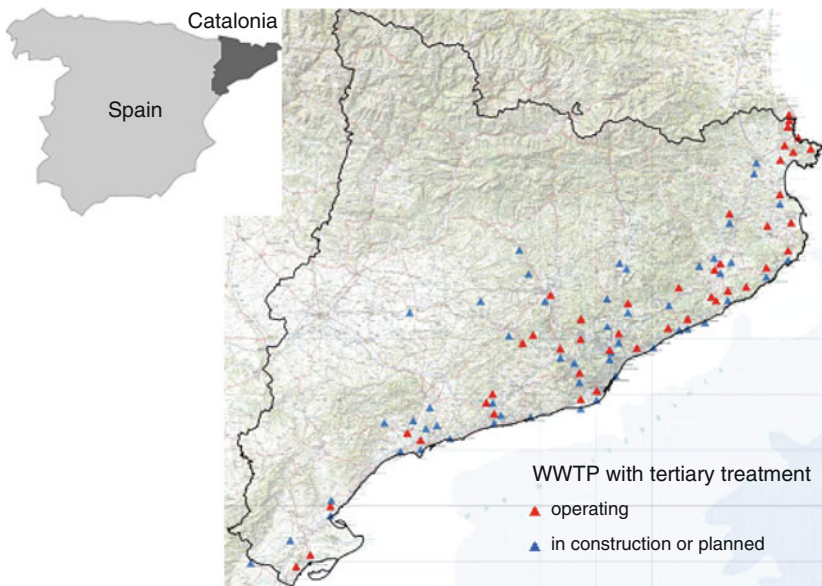 Catalonia
Spain
WWTP with tertiary treatment
operating
in construction or planned